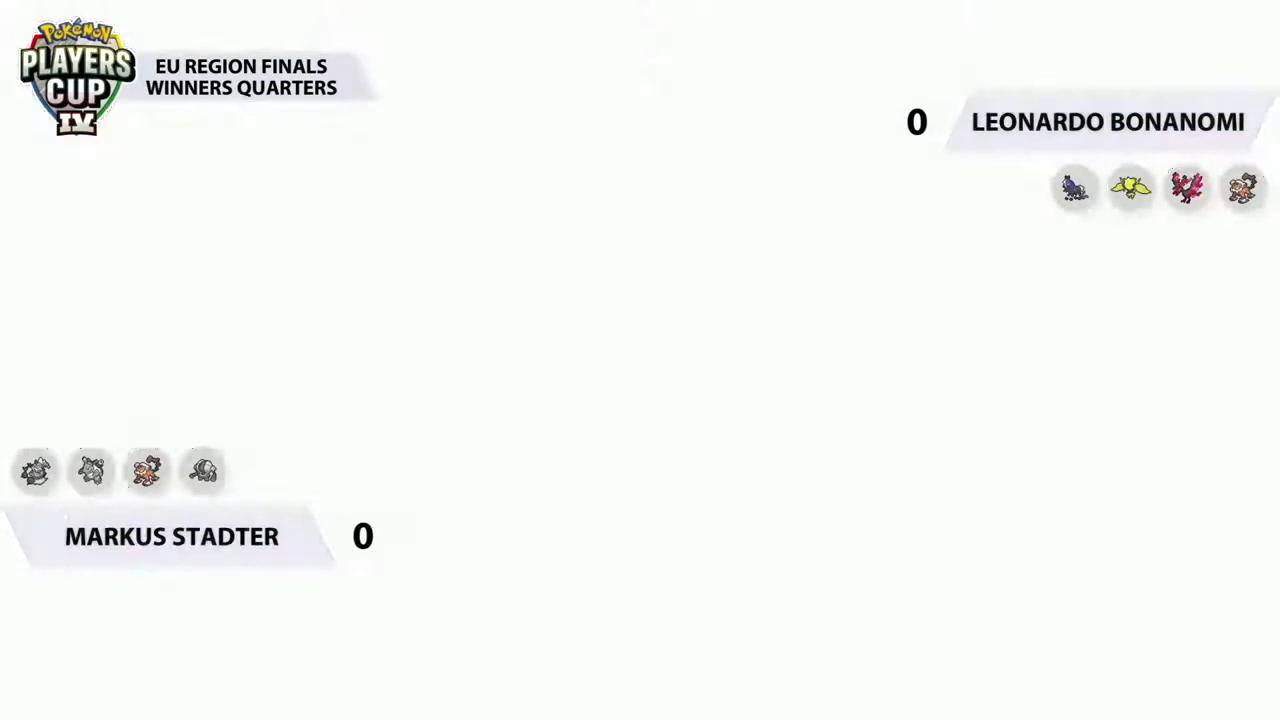 Pokémon
PLAYERS
CUP
IV
EU REGION FINALS
WINNERS QUARTERS
0 LEONARDO BONANOMI
MARKUS STADTER 0